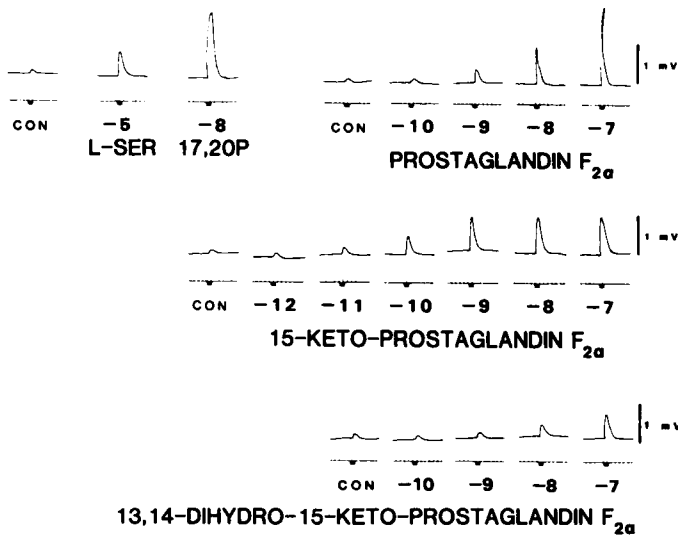 CON -5 -8
L-SER 17,20P
1 mV
CON -10 -9 -8 -7
PROSTAGLANDIN F2α
1 mV
CON -12 -11 -10 -9 -8 -7
15-KETO-PROSTAGLANDIN F2α
1 mV
CON -10 -9 -8 -7
13,14-DIHYDRO-15-KETO-PROSTAGLANDIN F2α